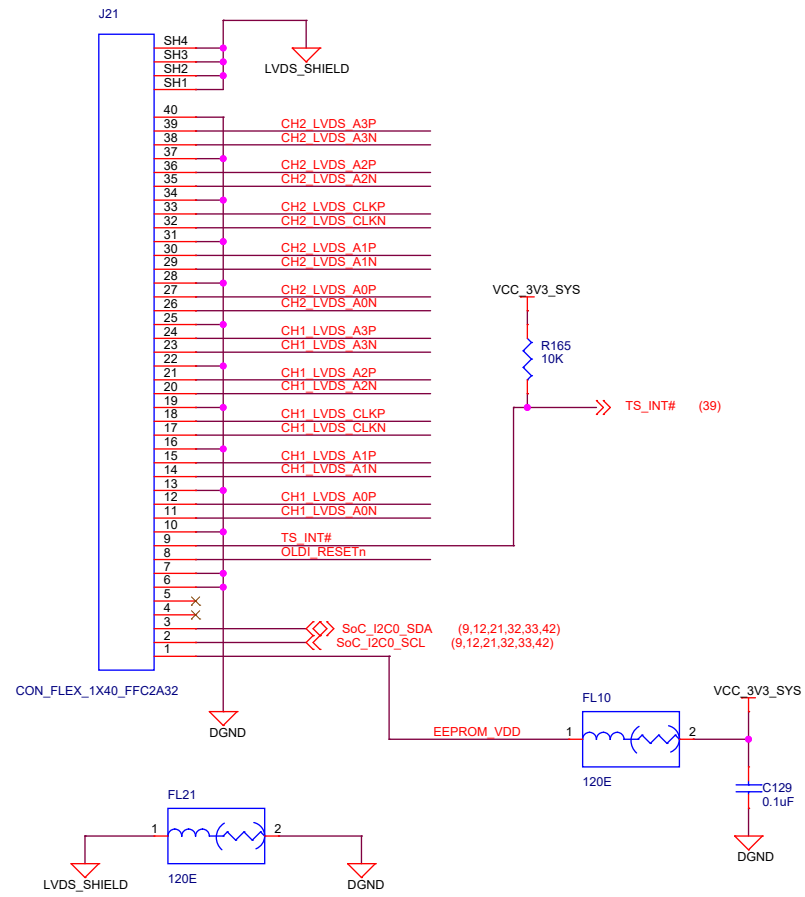 J21
SH4
SH3
SH2
SH1
LVDS_SHIELD
40
39 CH2_LVDS_A3P
38 CH2_LVDS_A3N
37
36 CH2_LVDS_A2P
35 CH2_LVDS_A2N
34
33 CH2_LVDS_CLKP
32 CH2_LVDS_CLKN
31
30 CH2_LVDS_A1P
29 CH2_LVDS_A1N
28
27 CH2_LVDS_A0P
26 CH2_LVDS_A0N
25
24 CH1_LVDS_A3P
23 CH1_LVDS_A3N
22
21 CH1_LVDS_A2P
20 CH1_LVDS_A2N
19
18 CH1_LVDS_CLKP
17 CH1_LVDS_CLKN
16
15 CH1_LVDS_A1P
14 CH1_LVDS_A1N
13
12 CH1_LVDS_A0P
11 CH1_LVDS_A0N
10
9 TS_INT#
8 OLDI_RESETn
7
6
5
4
3 SoC_I2C0_SDA (9,12,21,32,33,42)
2 SoC_I2C0_SCL (9,12,21,32,33,42)
1
CON_FLEX_1X40_FFC2A32
DGND
VCC_3V3_SYS
R165
10K
TS_INT# (39)
EEPROM_VDD
FL10
1 2
120E
VCC_3V3_SYS
C129
0.1uF
DGND
FL21
1 2
120E
LVDS_SHIELD
DGND